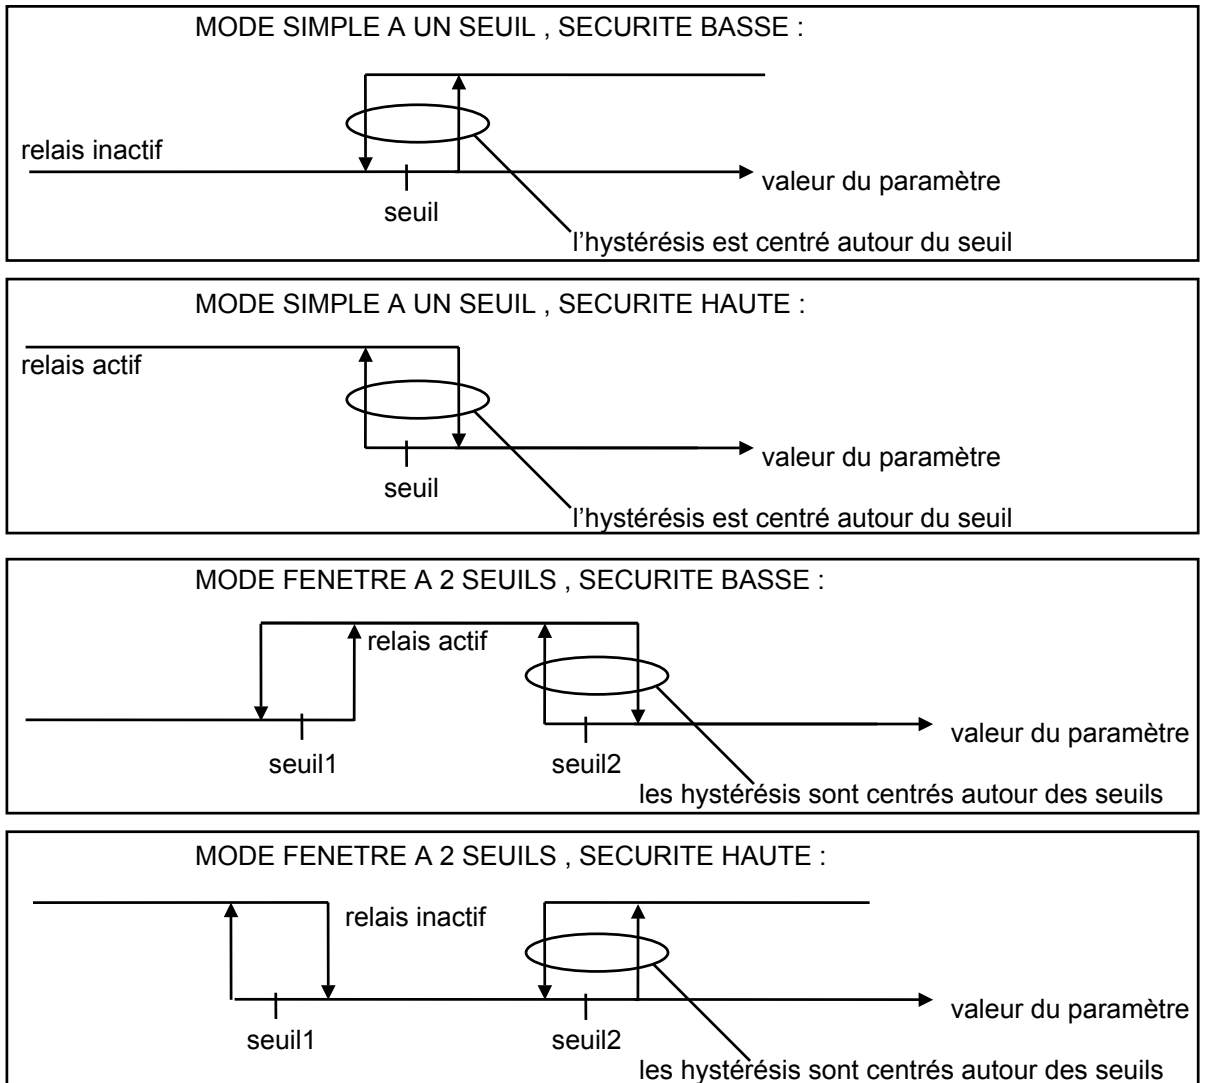 MODE SIMPLE A UN SEUIL , SECURITE BASSE :
relais inactif
valeur du paramètre
seuil
l'hystérésis est centré autour du seuil
MODE SIMPLE A UN SEUIL , SECURITE HAUTE :
relais actif
valeur du paramètre
seuil
l'hystérésis est centré autour du seuil
MODE FENETRE A 2 SEUILS , SECURITE BASSE :
relais actif
valeur du paramètre
seuil1
seuil2
les hystérésis sont centrés autour des seuils
MODE FENETRE A 2 SEUILS , SECURITE HAUTE :
relais inactif
valeur du paramètre
seuil1
seuil2
les hystérésis sont centrés autour des seuils